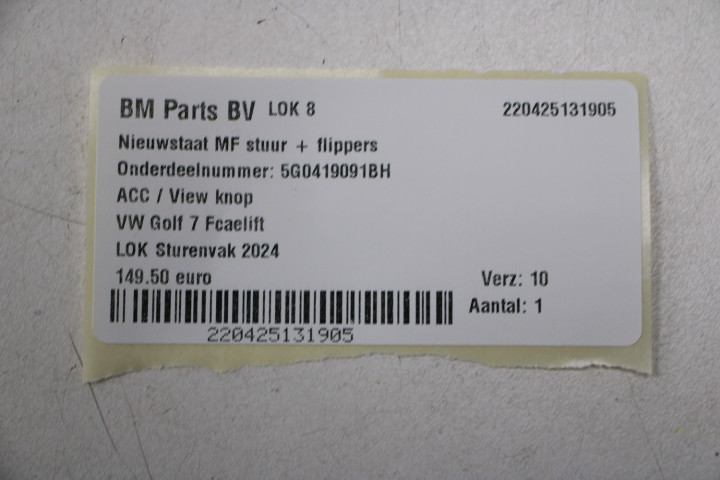 BM Parts BV LOK 8 220425131905
Nieuwstaat MF stuur + flippers
Onderdeelnummer: 5G0419091BH
ACC / View knop
VW Golf 7 Fcaelift
LOK Sturenvak 2024
149.50 euro Verz: 10
Aantal: 1
220425131905